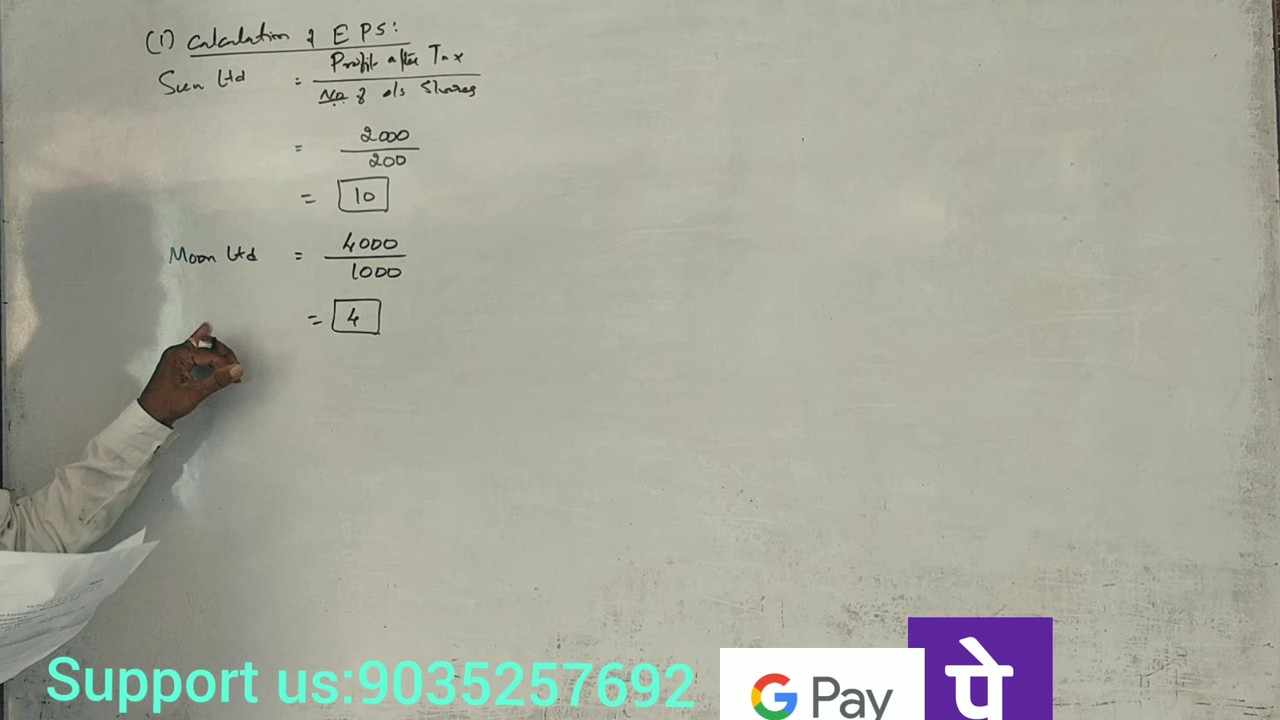 (1) Calculation of EPS:
Sun Ltd = Profit after Tax
No of o/s Shares
= 2000
200
= 10
Moon Ltd = 4000
1000
= 4
Support us:9035257692
G Pay
पे